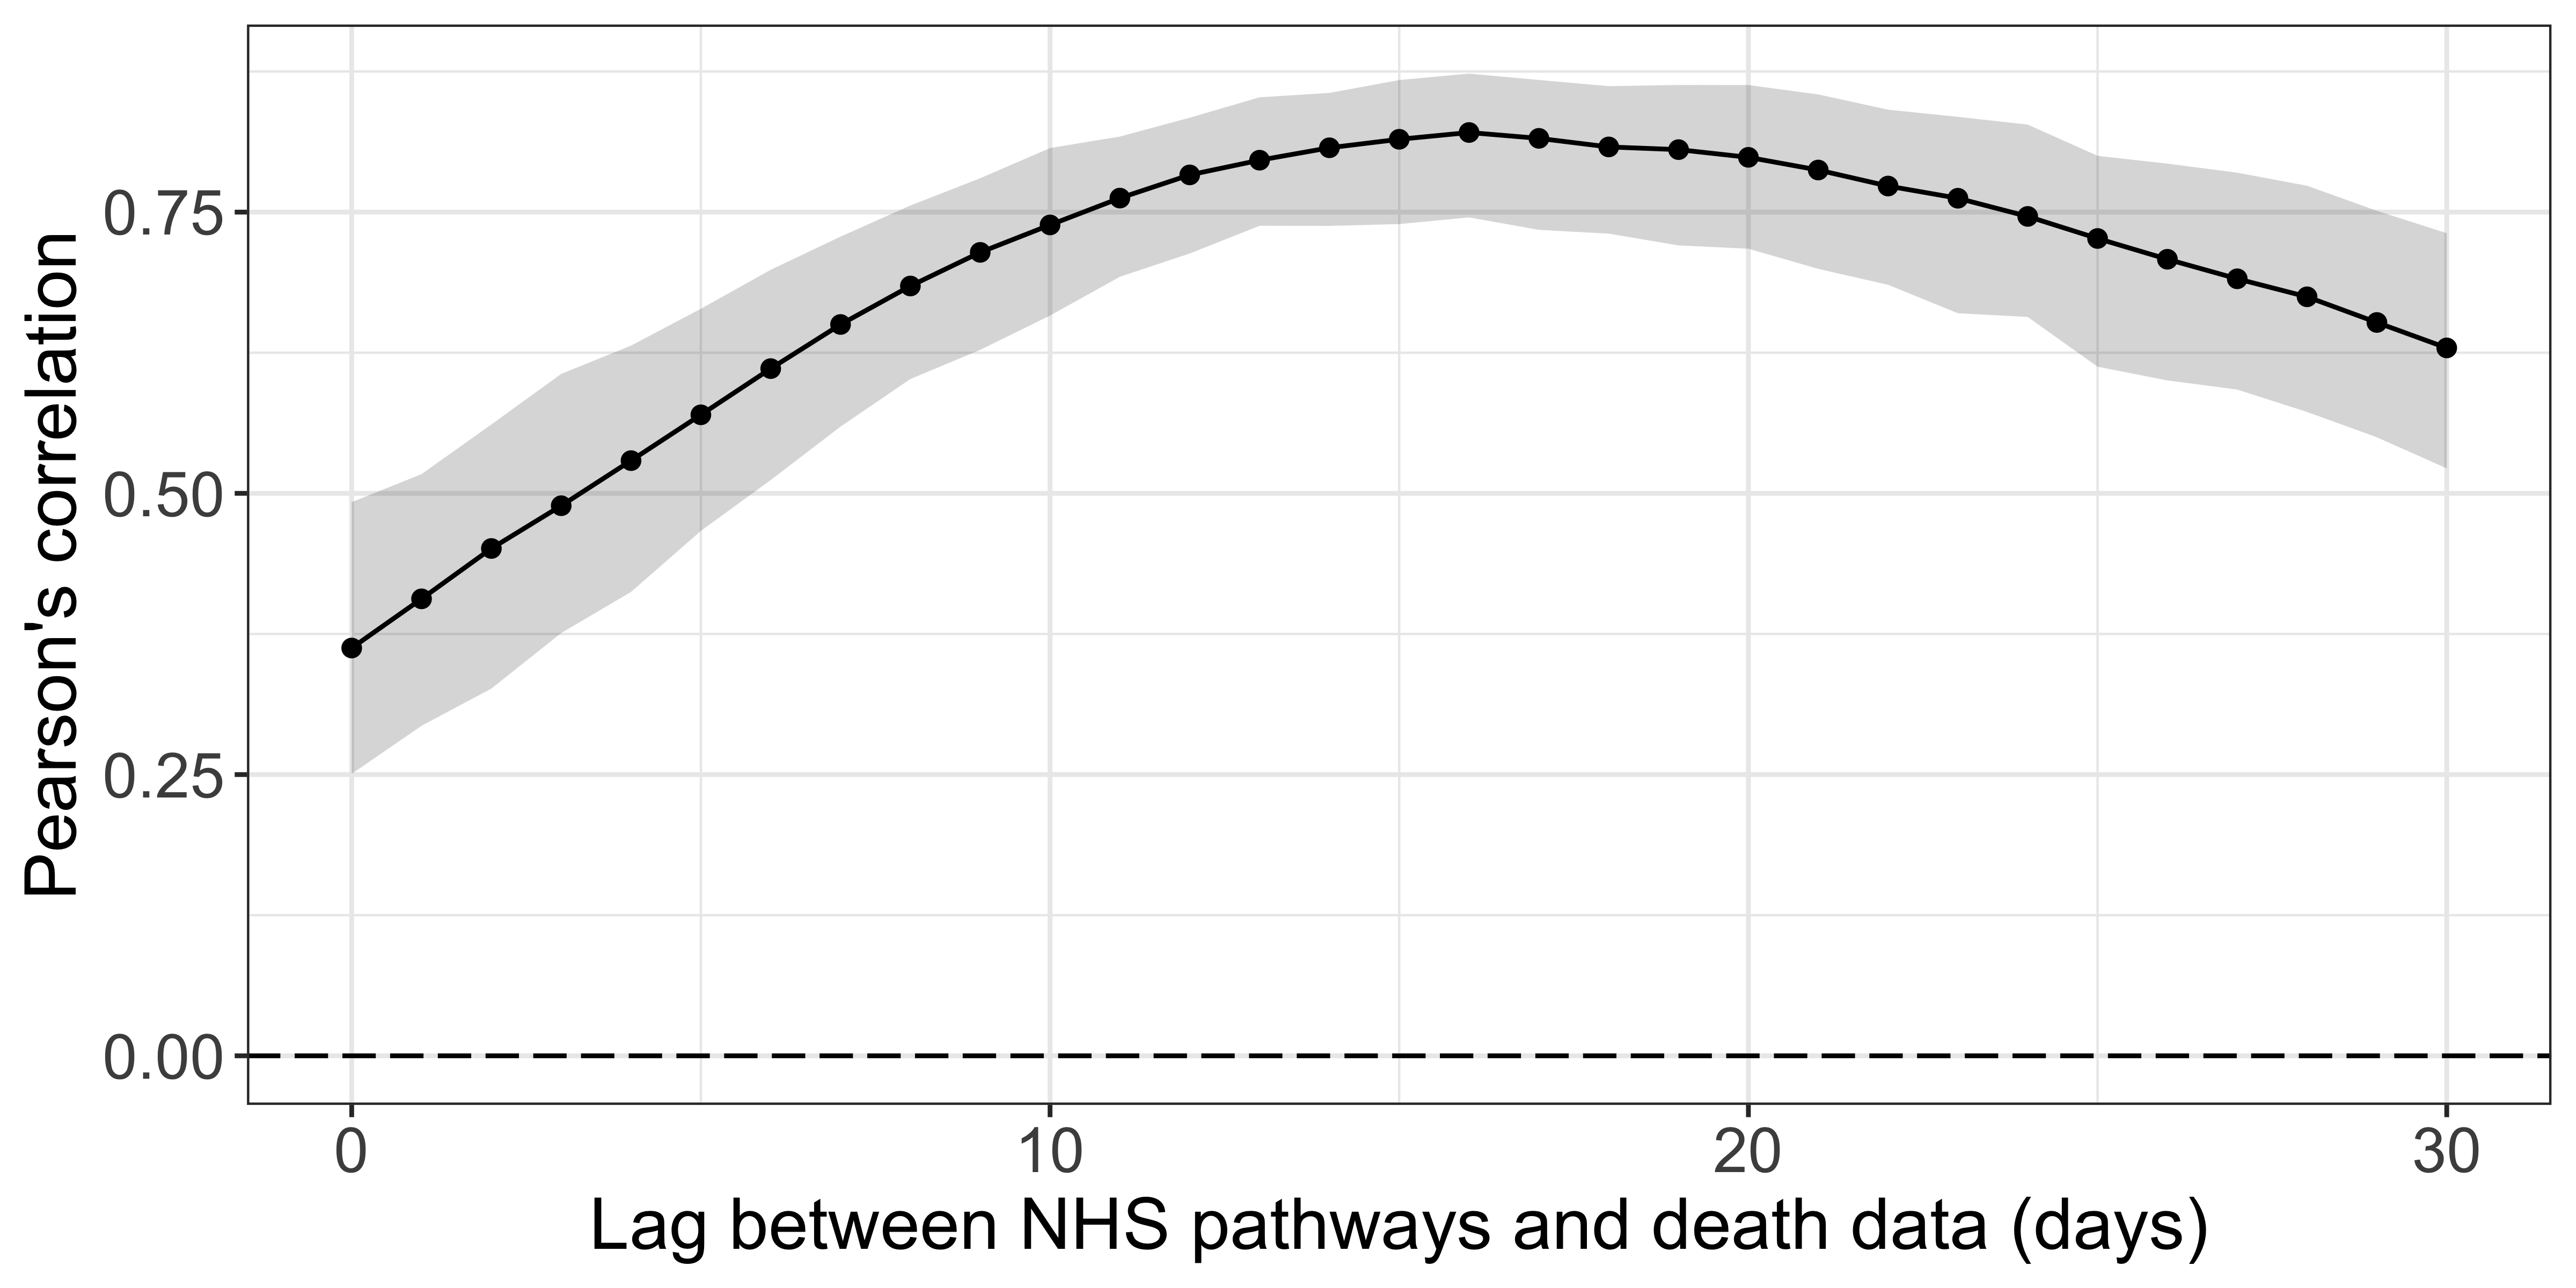 Pearson's correlation
0.75
0.50
0.25
0.00
0 10 20 30
Lag between NHS pathways and death data (days)